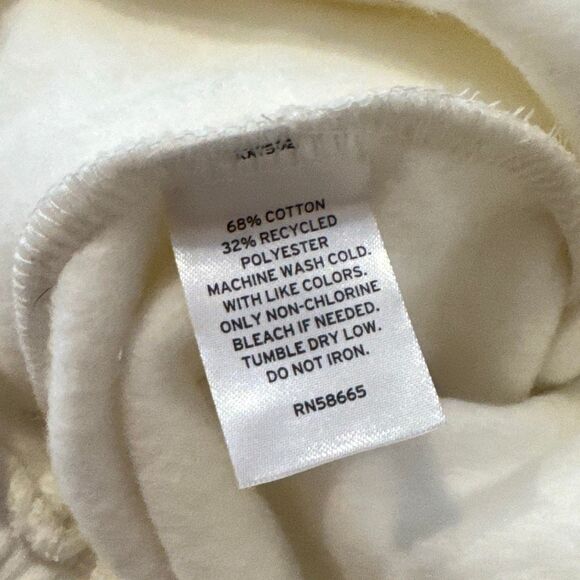 68% COTTON
32% RECYCLED
POLYESTER
MACHINE WASH COLD.
WITH LIKE COLORS.
ONLY NON-CHLORINE
BLEACH IF NEEDED.
TUMBLE DRY LOW.
DO NOT IRON.
RN58665